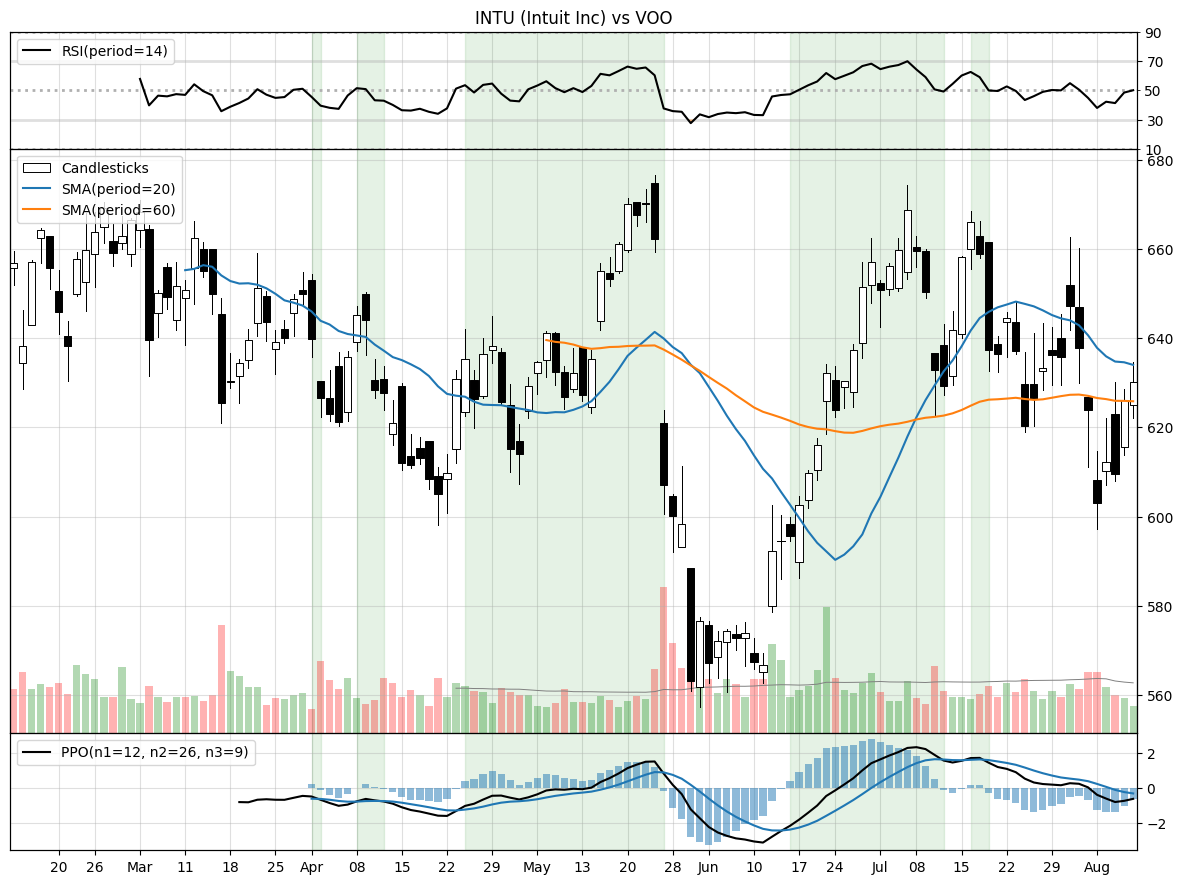 INTU (Intuit Inc) vs VOO
RSI(period=14)
90
70
50
30
10
Candlesticks
SMA(period=20)
SMA(period=60)
680
660
640
620
600
580
560
PPO(n1=12, n2=26, n3=9)
2
0
−2
20 26 Mar 11 18 25 Apr 08 15 22 29 May 13 20 28 Jun 10 17 24 Jul 08 15 22 29 Aug